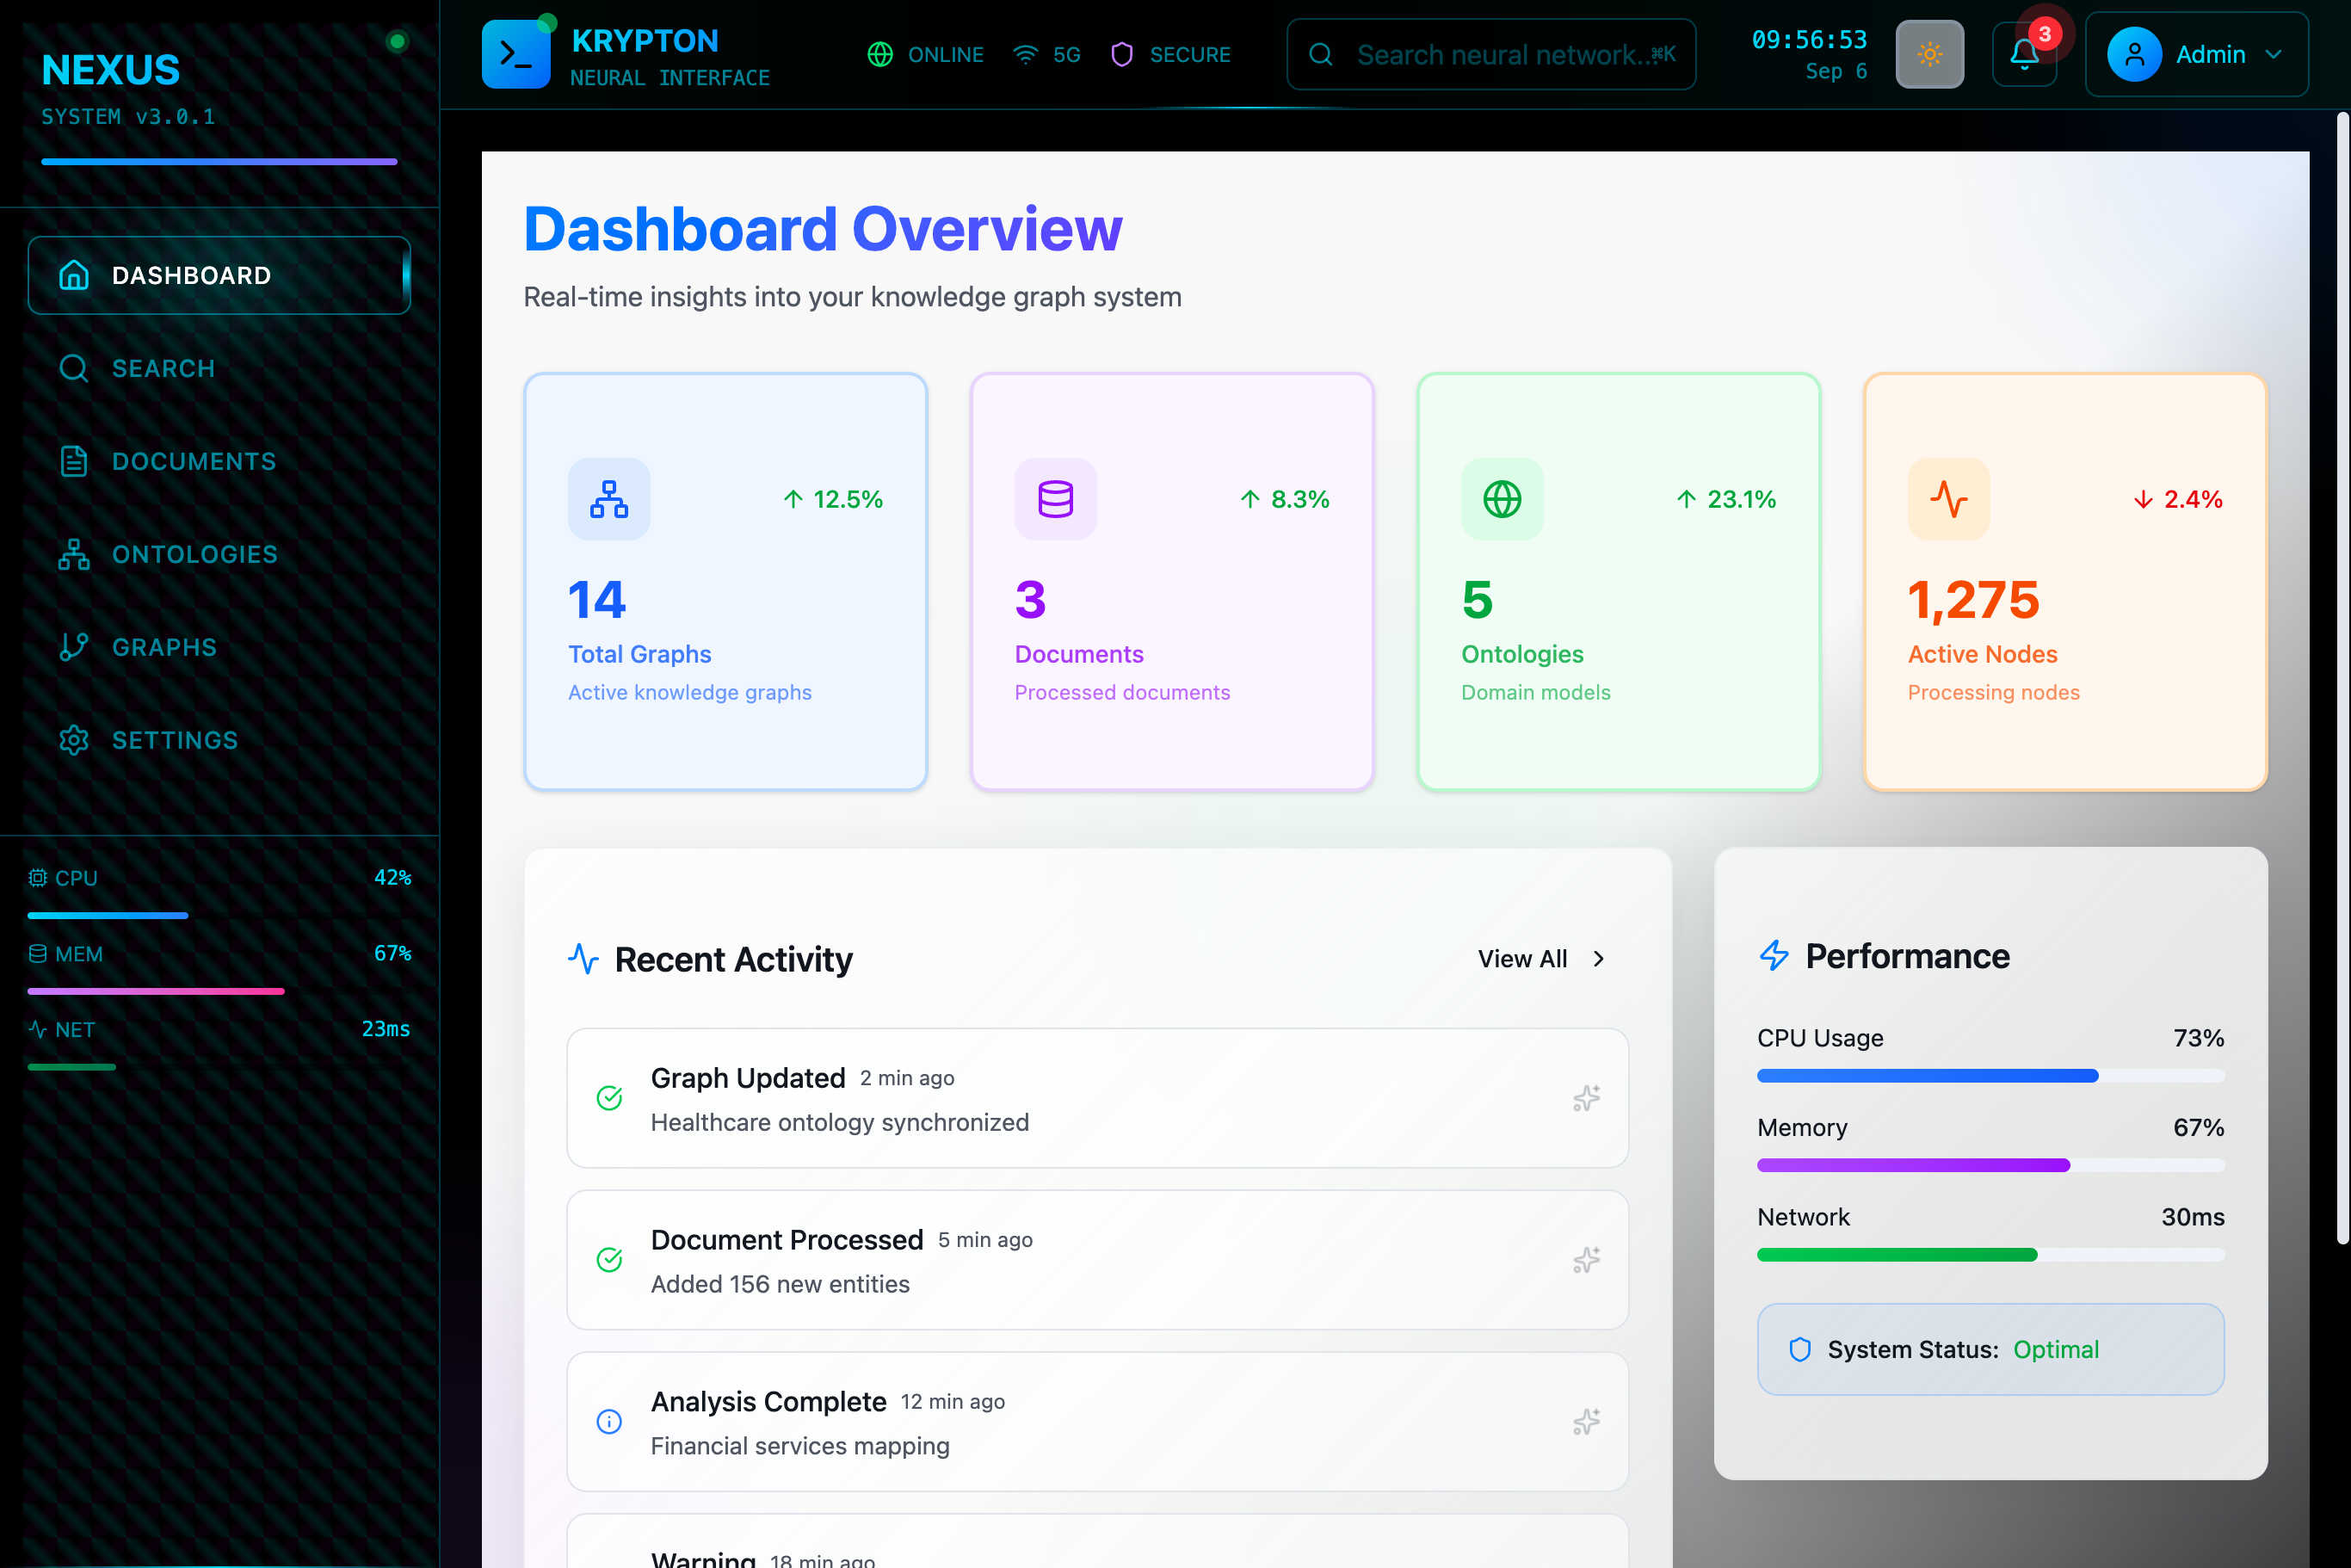 NEXUS
SYSTEM v3.0.1
DASHBOARD
SEARCH
DOCUMENTS
ONTOLOGIES
GRAPHS
SETTINGS
CPU 42%
MEM 67%
NET 23ms
KRYPTON
NEURAL INTERFACE
ONLINE 5G SECURE
Search neural network...⌘K
09:56:53
Sep 6
3
Admin
Dashboard Overview
Real-time insights into your knowledge graph system
12.5%
14
Total Graphs
Active knowledge graphs
8.3%
3
Documents
Processed documents
23.1%
5
Ontologies
Domain models
2.4%
1,275
Active Nodes
Processing nodes
Recent Activity
View All
Graph Updated 2 min ago
Healthcare ontology synchronized
Document Processed 5 min ago
Added 156 new entities
Analysis Complete 12 min ago
Financial services mapping
Warning 18 min ago
Performance
CPU Usage 73%
Memory 67%
Network 30ms
System Status: Optimal